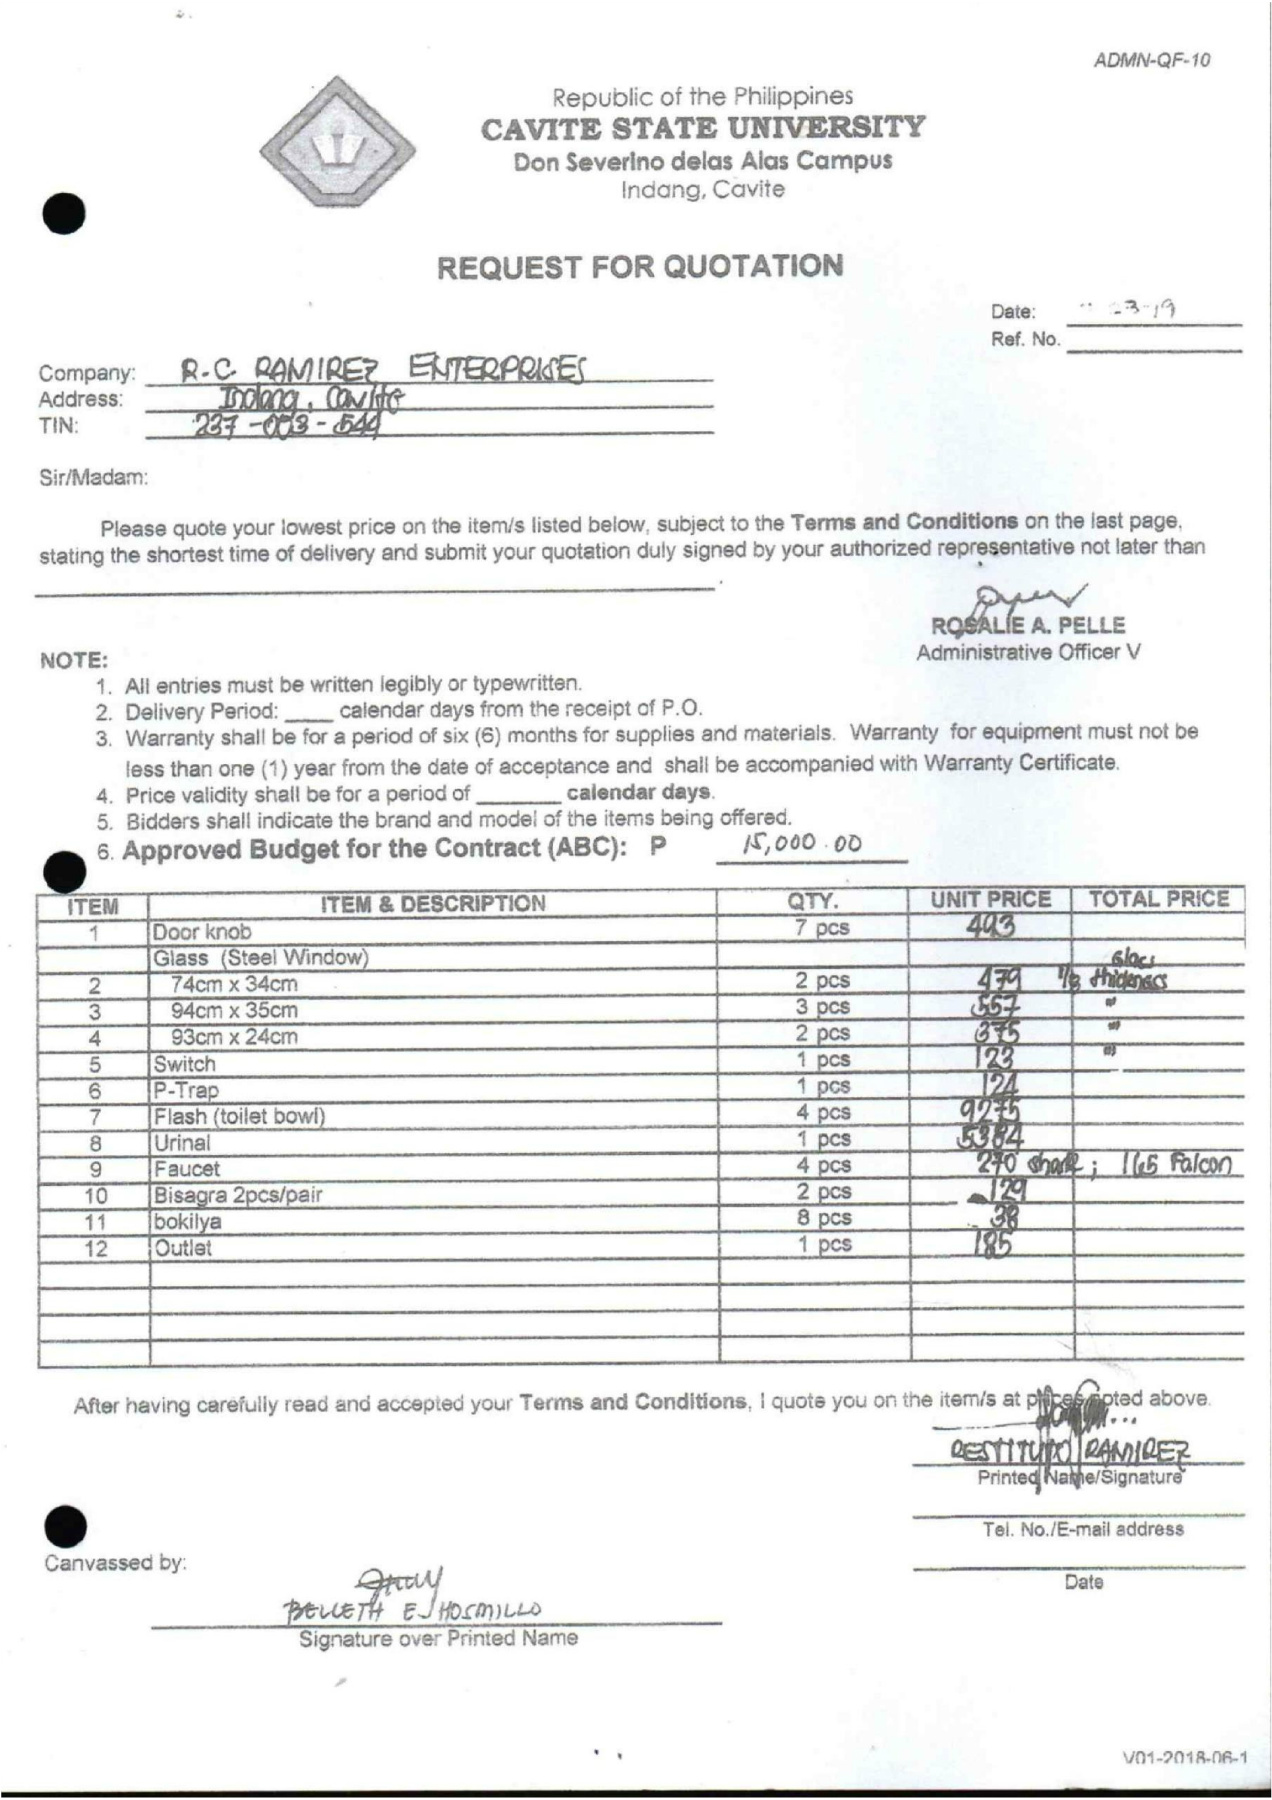 ADMN-QF-10
Republic of the Philippines
CAVITE STATE UNIVERSITY
Don Severino delas Alas Campus
Indang, Cavite
REQUEST FOR QUOTATION
Date: 23-19
Ref. No.
Company: R.C. RAMIREZ ENTERPRISES
Address: Indang, Cavite
TIN: 237-003-544
Sir/Madam:
Please quote your lowest price on the item/s listed below, subject to the Terms and Conditions on the last page,
stating the shortest time of delivery and submit your quotation duly signed by your authorized representative not later than
ROSALIE A. PELLE
Administrative Officer V
NOTE:
1. All entries must be written legibly or typewritten.
2. Delivery Period: ____ calendar days from the receipt of P.O.
3. Warranty shall be for a period of six (6) months for supplies and materials. Warranty for equipment must not be
less than one (1) year from the date of acceptance and shall be accompanied with Warranty Certificate.
4. Price validity shall be for a period of _______ calendar days.
5. Bidders shall indicate the brand and model of the items being offered.
6. Approved Budget for the Contract (ABC): P 15,000.00
ITEM ITEM & DESCRIPTION QTY. UNIT PRICE TOTAL PRICE
1 Door knob 7 pcs 493
Glass (Steel Window) Glass
2 74cm x 34cm 2 pcs 479 1/8 thickness
3 94cm x 35cm 3 pcs 557 "
4 93cm x 24cm 2 pcs 375 "
5 Switch 1 pcs 123 "
6 P-Trap 1 pcs 124
7 Flash (toilet bowl) 4 pcs 9275
8 Urinal 1 pcs 5384
9 Faucet 4 pcs 270 ; 165 Falcon
10 Bisagra 2pcs/pair 2 pcs 129
11 bokilya 8 pcs 38
12 Outlet 1 pcs 185
After having carefully read and accepted your Terms and Conditions, I quote you on the item/s at prices noted above.
RESTITUTO RAMIREZ
Printed Name/Signature
Tel. No./E-mail address
Date
Canvassed by:
BELLETH E. HOSMILLO
Signature over Printed Name
V01-2018-06-1